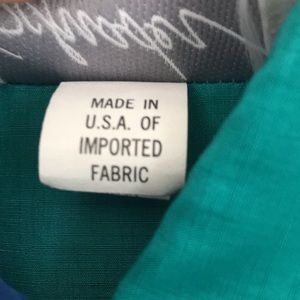 MADE IN
U.S.A. OF
IMPORTED
FABRIC